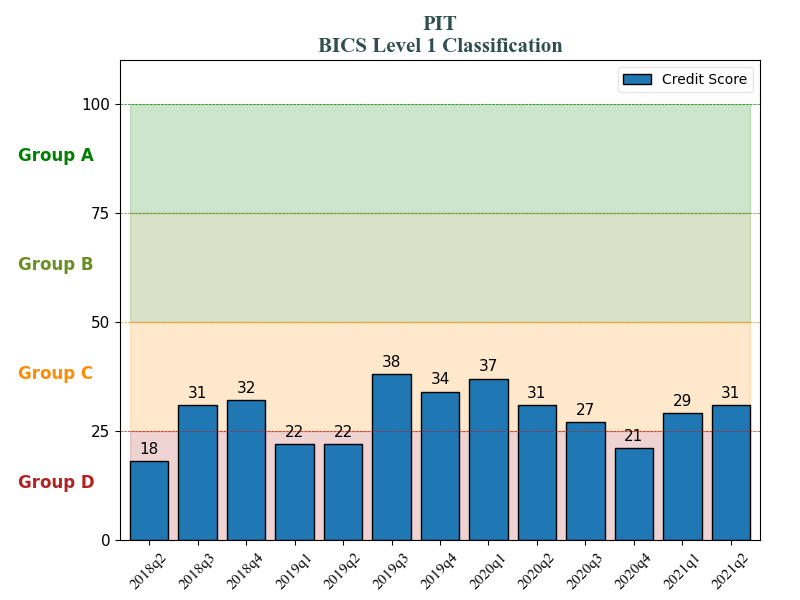 PIT
BICS Level 1 Classification
Credit Score
100
Group A
75
Group B
50
Group C
25
Group D
0
18
31
32
22
22
38
34
37
31
27
21
29
31
2018q2
2018q3
2018q4
2019q1
2019q2
2019q3
2019q4
2020q1
2020q2
2020q3
2020q4
2021q1
2021q2